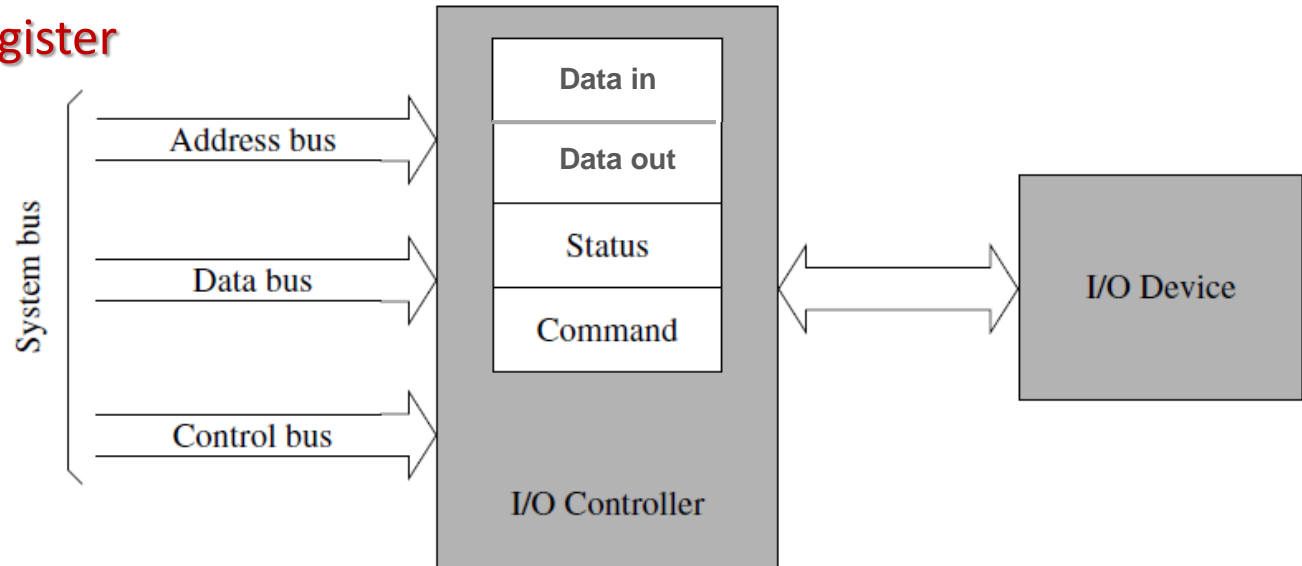 gister
Data in
Address bus
Data out
System bus
Status
Data bus
I/O Device
Command
Control bus
I/O Controller